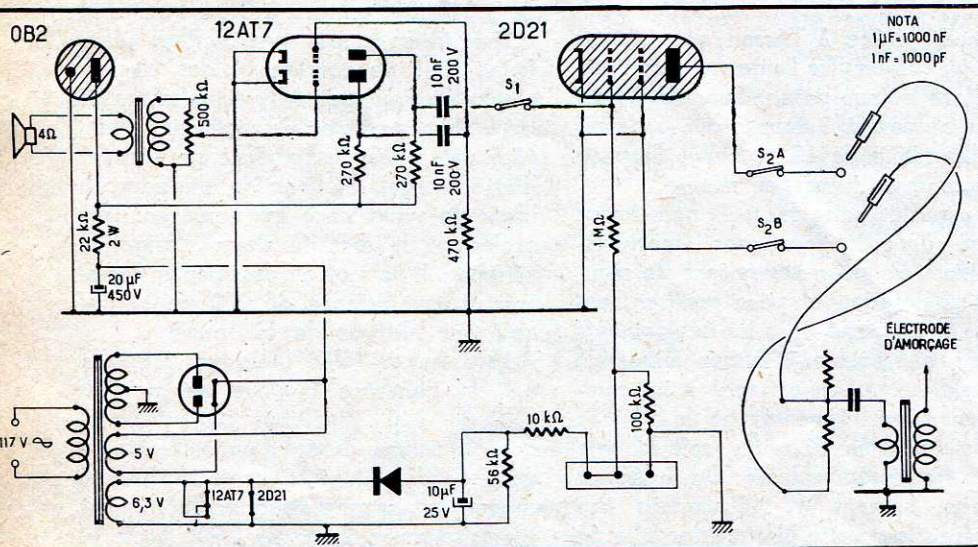 OB2
12AT7
2D21
NOTA
1 µF = 1000 nF
1 nF = 1000 pF
4Ω
500 kΩ
270 kΩ
270 kΩ
10 nF
200 V
10 nF
200 V
S1
S2A
S2B
22 kΩ
2 W
20 µF
450 V
470 kΩ
1 MΩ
ÉLECTRODE
D'AMORÇAGE
117 V
5 V
6,3 V
12AT7
2D21
10 µF
25 V
56 kΩ
10 kΩ
100 kΩ